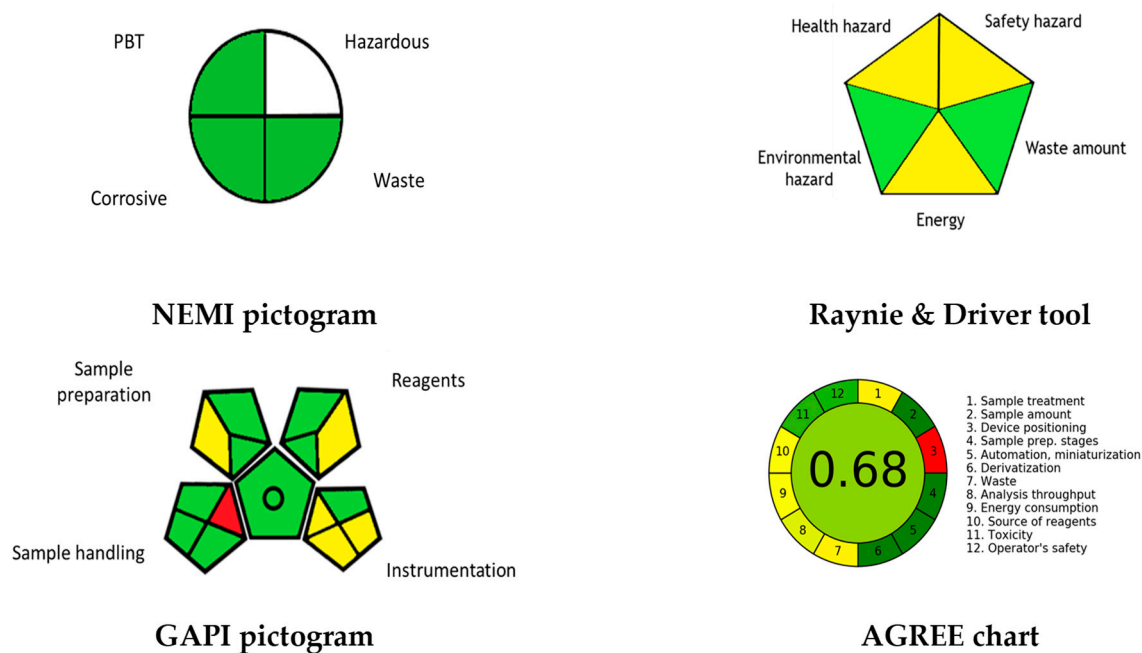 PBT
Hazardous
Corrosive
Waste
NEMI pictogram
Health hazard
Safety hazard
Environmental
hazard
Waste amount
Energy
Raynie & Driver tool
Sample
preparation
Reagents
Sample handling
Instrumentation
GAPI pictogram
12
1
11
2
10
3
0.68
9
4
8
5
7
6
1. Sample treatment
2. Sample amount
3. Device positioning
4. Sample prep. stages
5. Automation, miniaturization
6. Derivatization
7. Waste
8. Analysis throughput
9. Energy consumption
10. Source of reagents
11. Toxicity
12. Operator's safety
AGREE chart